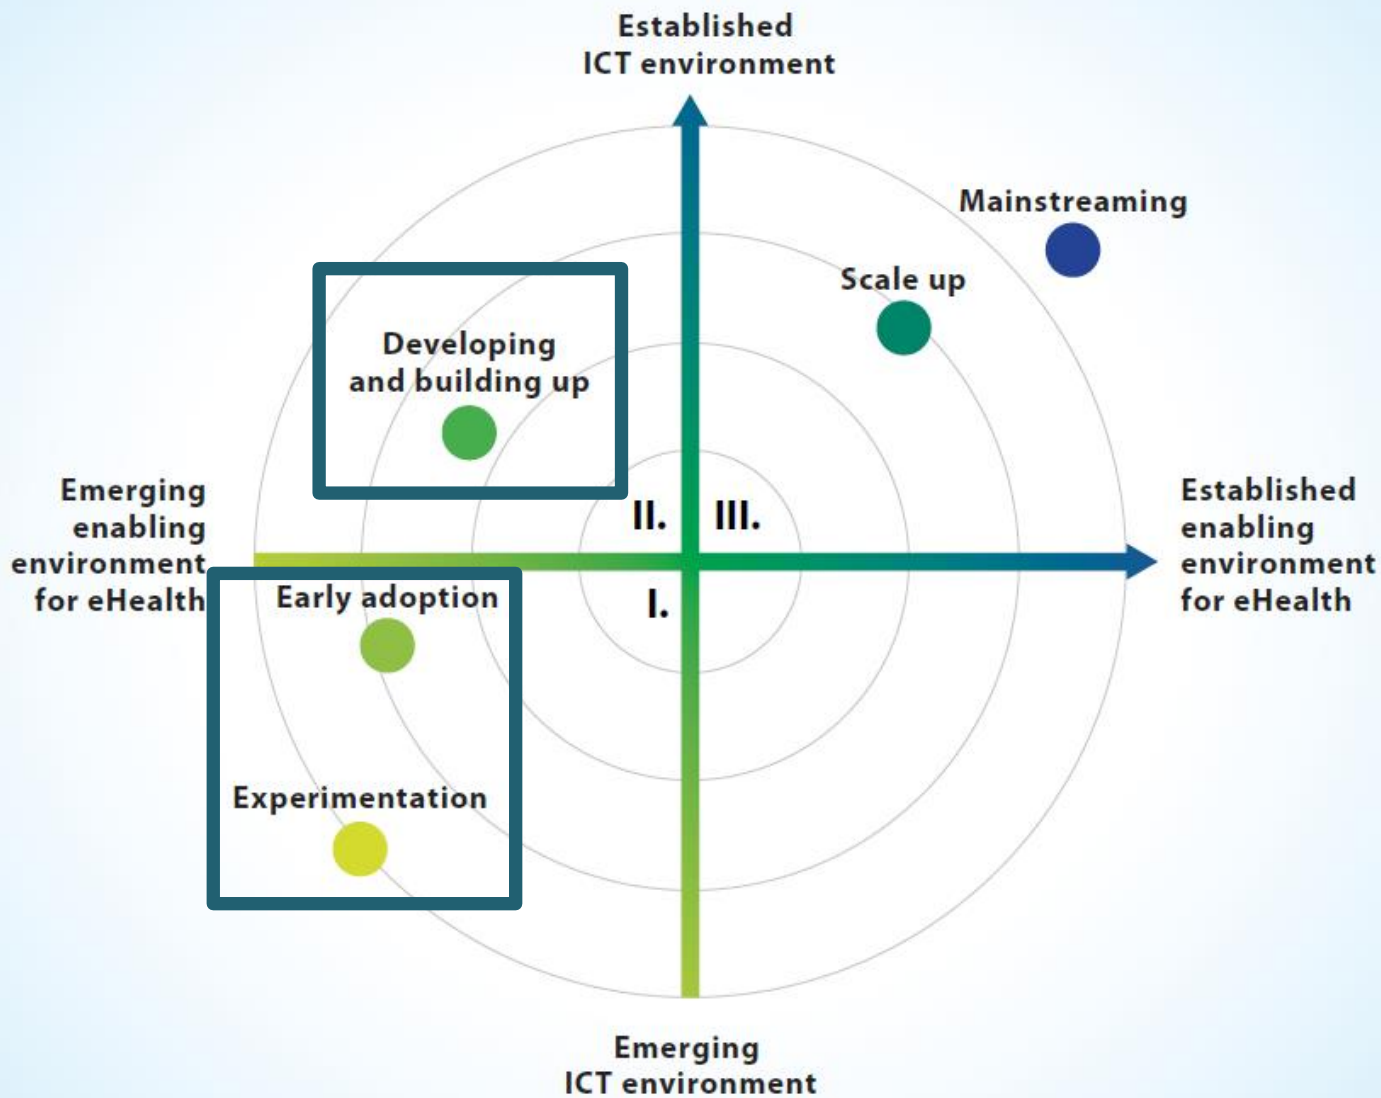 Established
ICT environment
Mainstreaming
Scale up
Developing
and building up
Emerging
enabling
environment
for eHealth
II.
III.
Established
enabling
environment
for eHealth
I.
Early adoption
Experimentation
Emerging
ICT environment